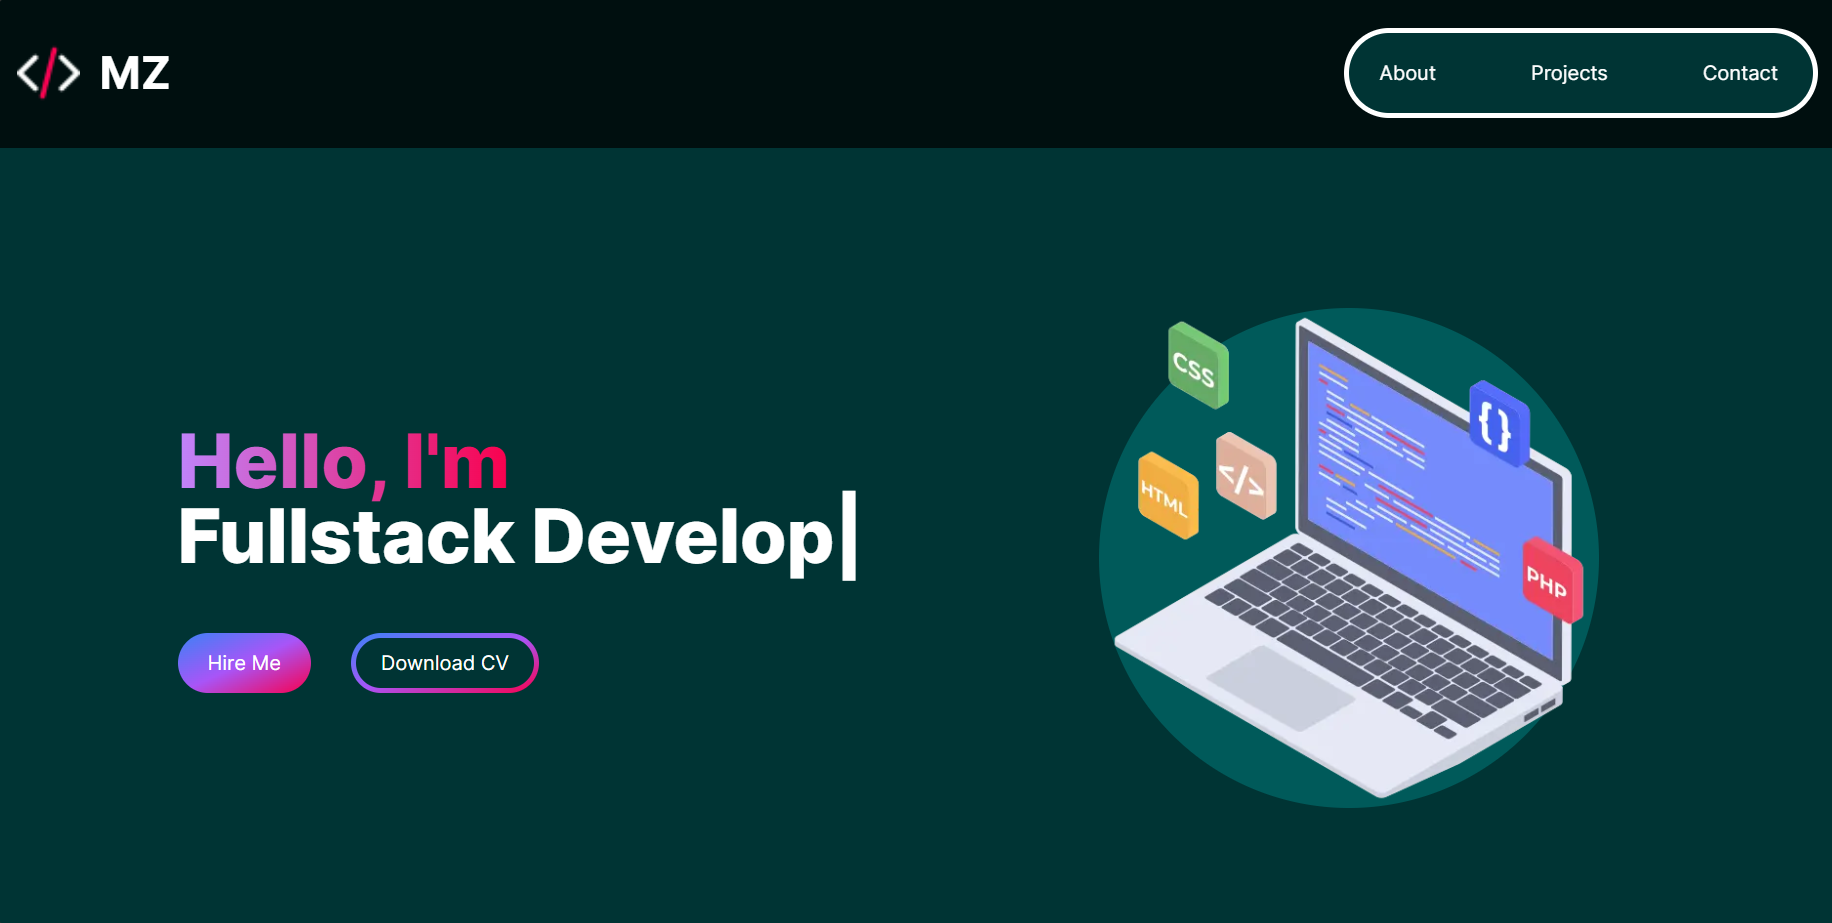 </> MZ
About Projects Contact
Hello, I'm
Fullstack Develop|
Hire Me Download CV
CSS
{}
</>
HTML
PHP